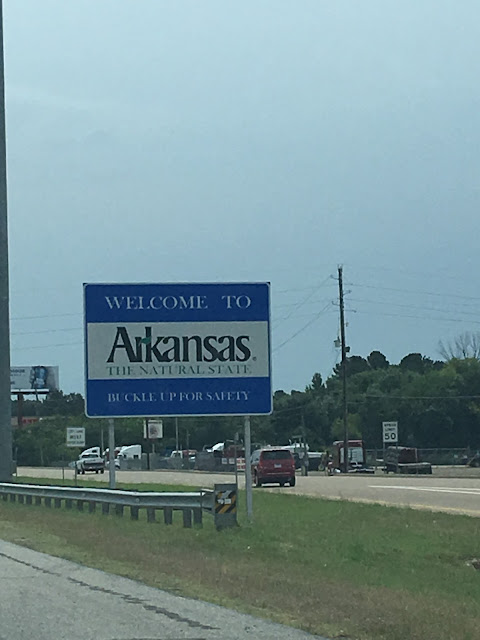 WELCOME TO
Arkansas®
THE NATURAL STATE
BUCKLE UP FOR SAFETY
SPEED
LIMIT
50